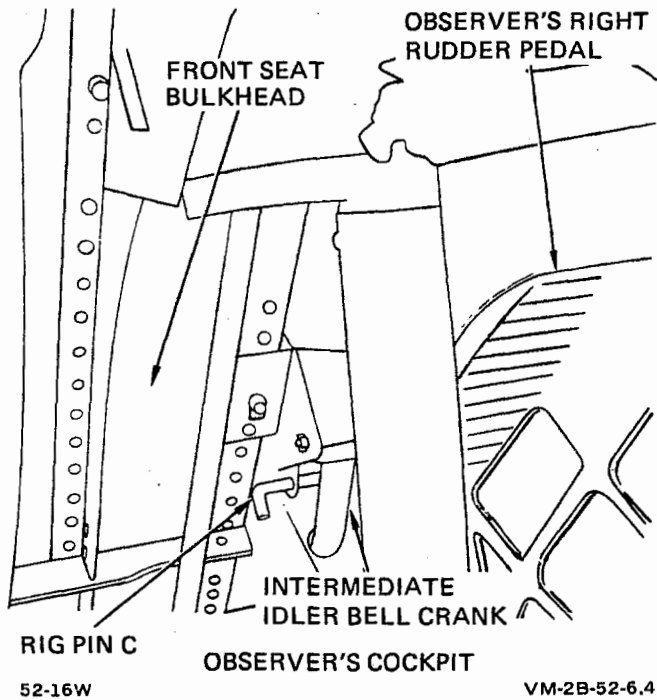 OBSERVER'S RIGHT
RUDDER PEDAL
FRONT SEAT
BULKHEAD
INTERMEDIATE
IDLER BELL CRANK
RIG PIN C
OBSERVER'S COCKPIT
52-16W
VM-2B-52-6.4